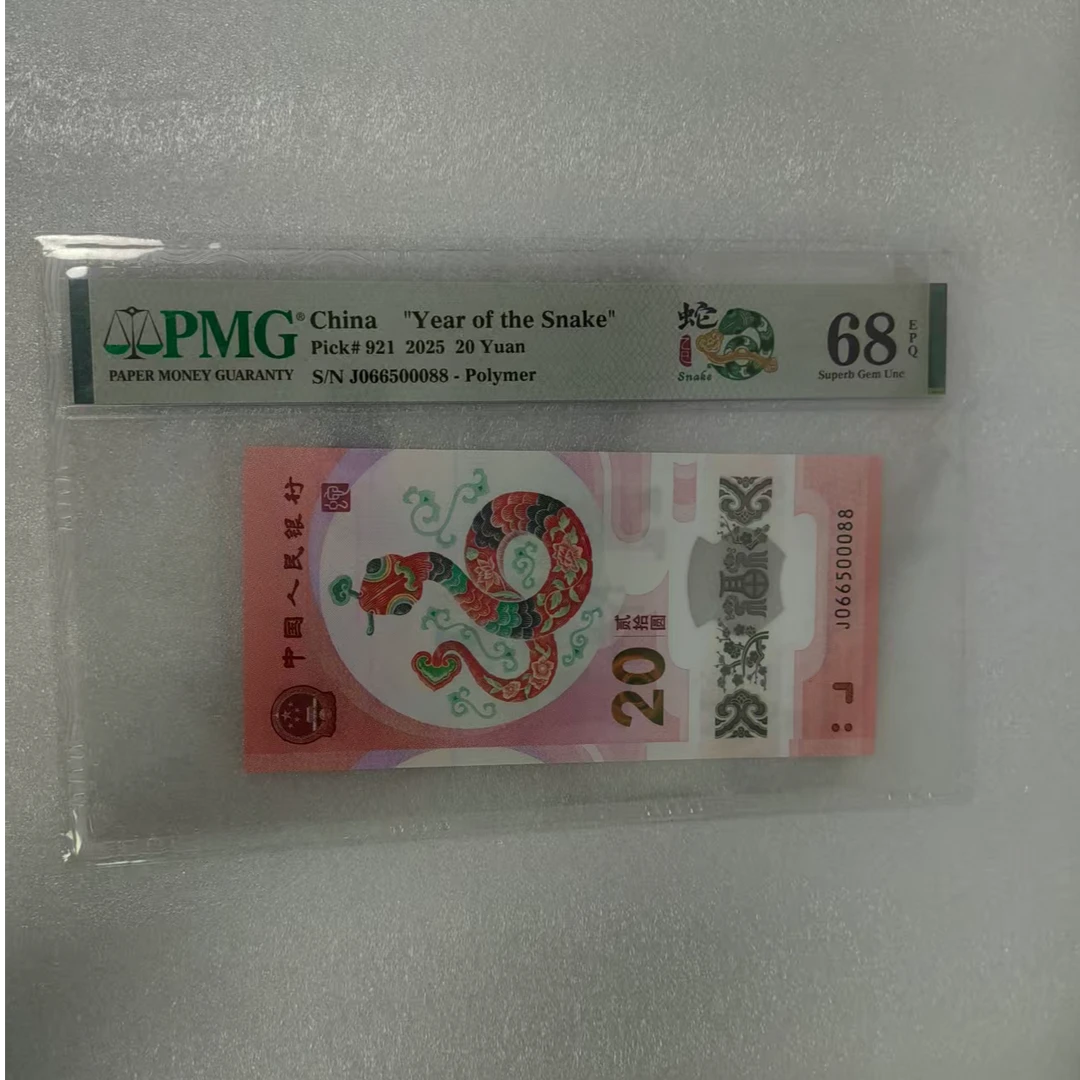 PMG® China "Year of the Snake"
Pick# 921 2025 20 Yuan
PAPER MONEY GUARANTY S/N J066500088 - Polymer
蛇
Snake
68 EPQ
Superb Gem Unc
中国人民银行
贰拾圆
20
福
J066500088